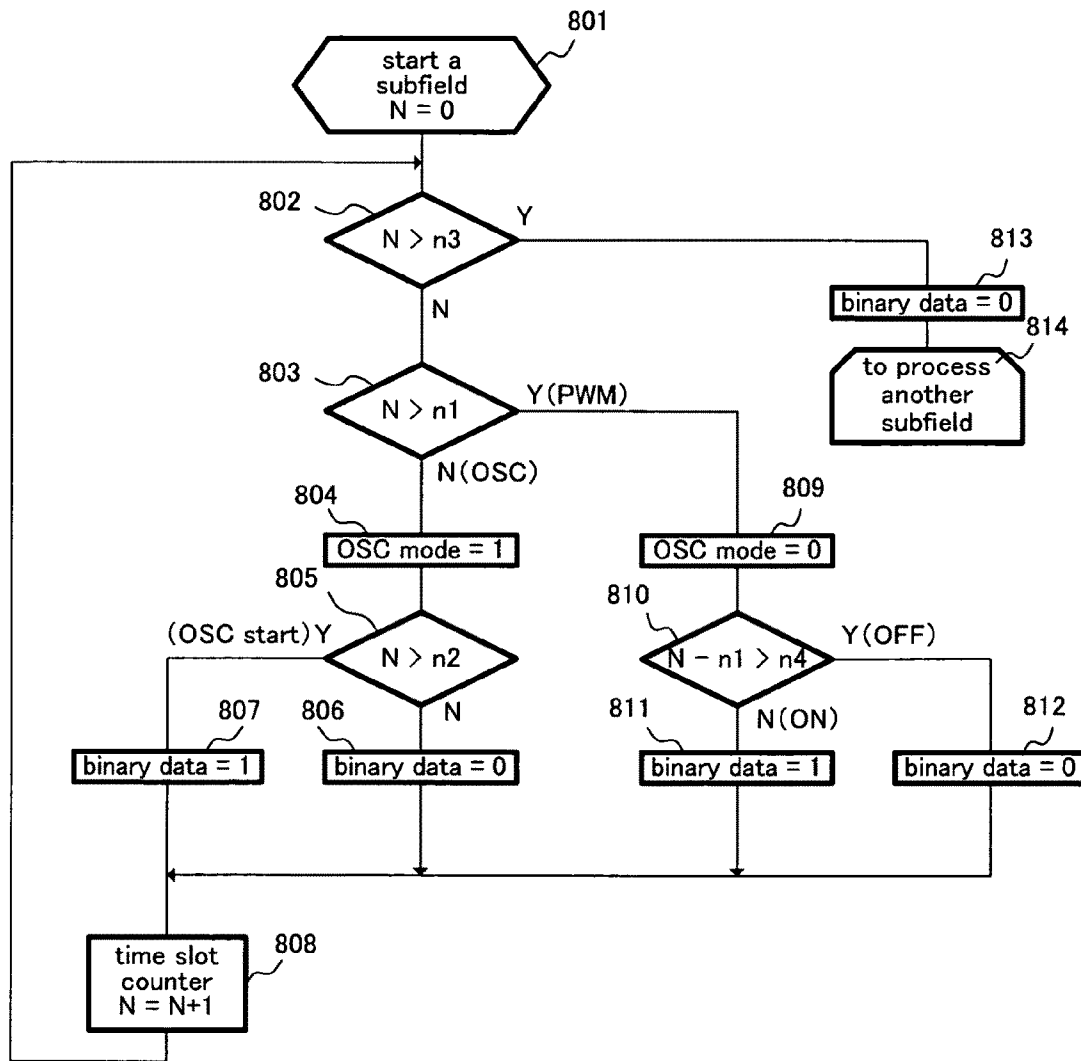 801
start a
subfield
N = 0
802
N > n3
Y
N
813
binary data = 0
814
to process
another
subfield
803
N > n1
Y(PWM)
N(OSC)
804
OSC mode = 1
809
OSC mode = 0
805
(OSC start) Y
N > n2
N
810
N - n1 > n4
Y(OFF)
N(ON)
807
binary data = 1
806
binary data = 0
811
binary data = 1
812
binary data = 0
808
time slot
counter
N = N+1